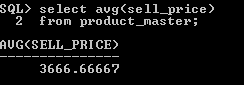 SQL> select avg(sell_price)
2 from product_master;
AVG(SELL_PRICE)
---------------
3666.66667